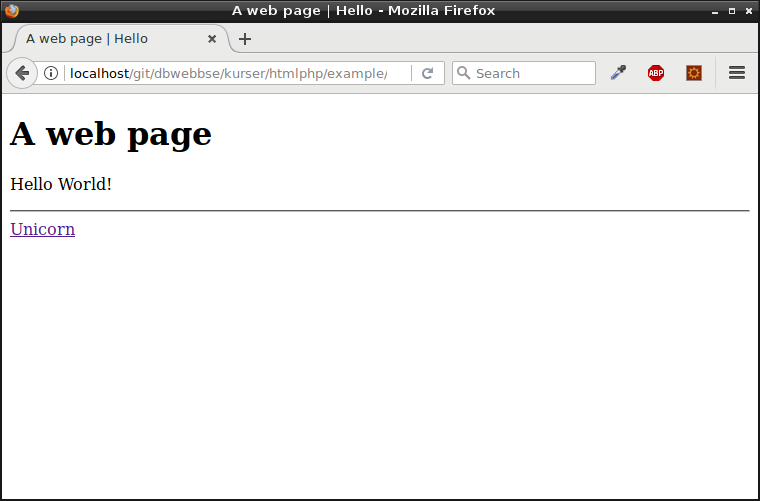 A web page | Hello - Mozilla Firefox
A web page | Hello
localhost/git/dbwebbse/kurser/htmlphp/example/
Search
ABP
A web page
Hello World!
Unicorn